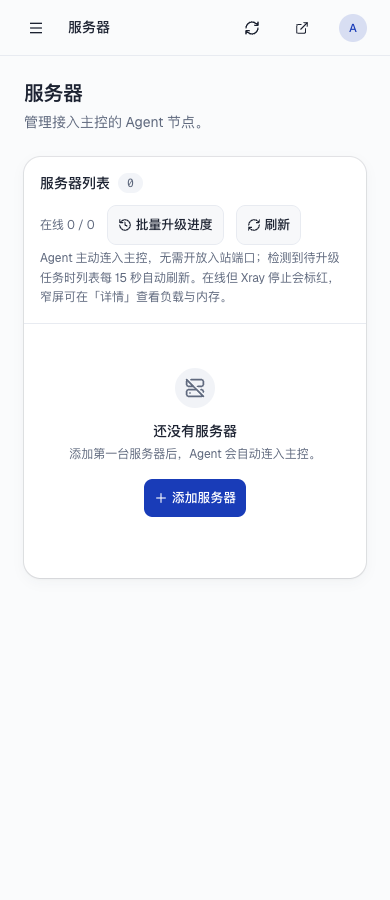 服务器
A
服务器
管理接入主控的 Agent 节点。
服务器列表 0
在线 0 / 0 批量升级进度 刷新
Agent 主动连入主控，无需开放入站端口；检测到待升级
任务时列表每 15 秒自动刷新。在线但 Xray 停止会标红，
窄屏可在「详情」查看负载与内存。
还没有服务器
添加第一台服务器后，Agent 会自动连入主控。
添加服务器